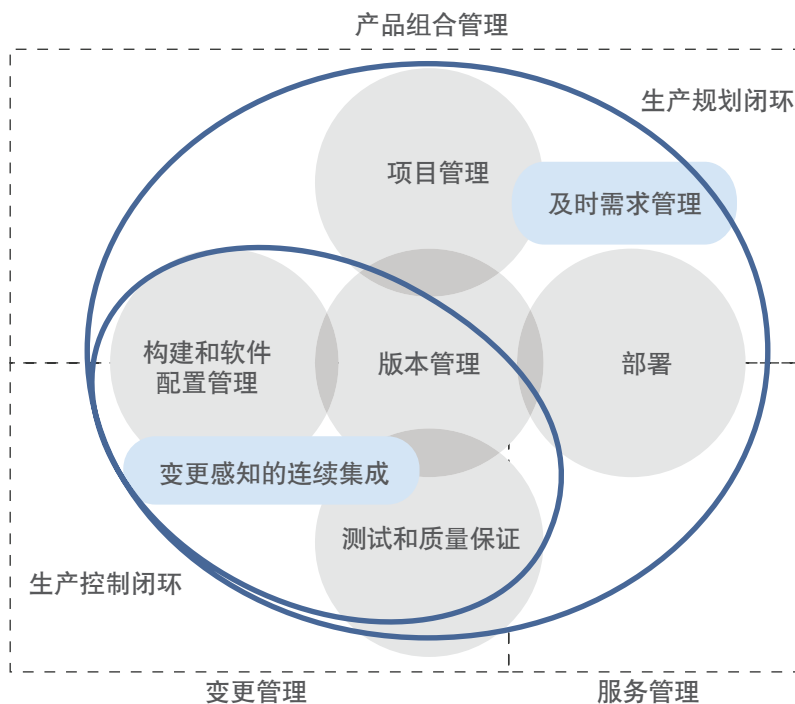 产品组合管理
生产规划闭环
项目管理
及时需求管理
构建和软件
配置管理
版本管理
部署
变更感知的连续集成
测试和质量保证
生产控制闭环
变更管理
服务管理